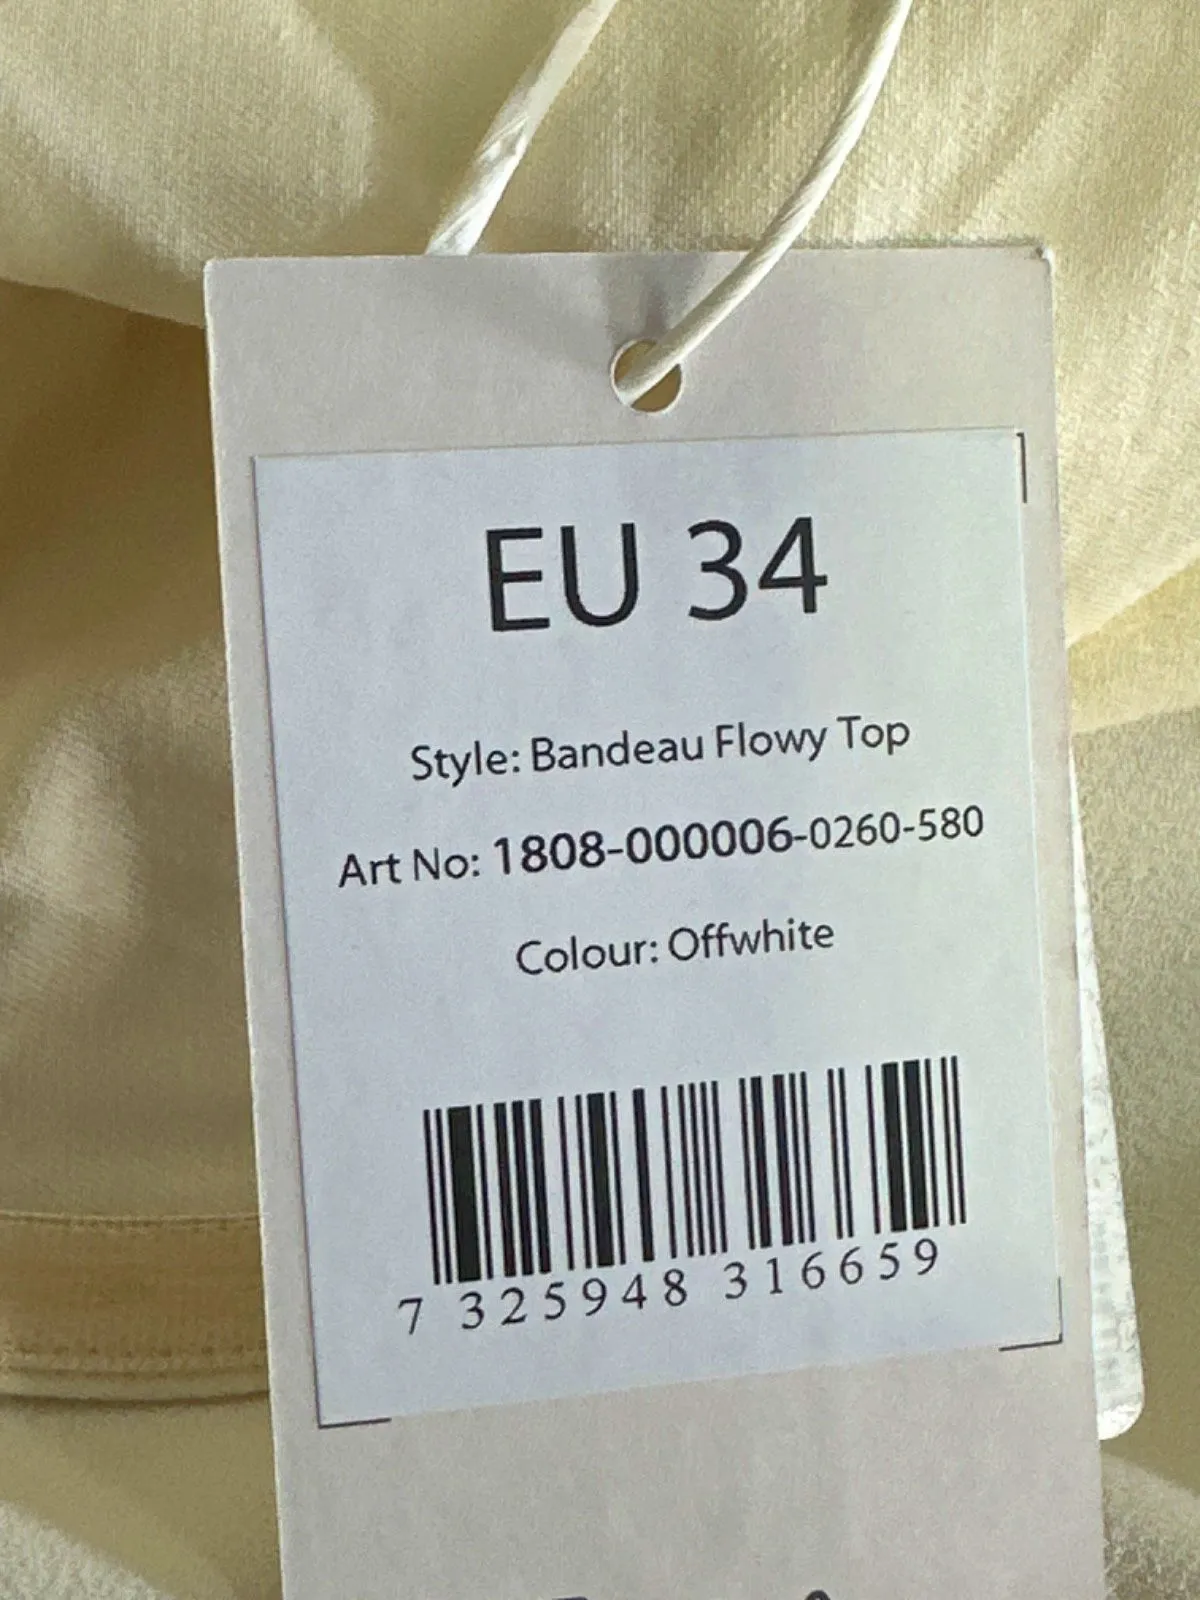 EU 34
Style: Bandeau Flowy Top
Art No: 1808-000006-0260-580
Colour: Offwhite
7 325948 316659